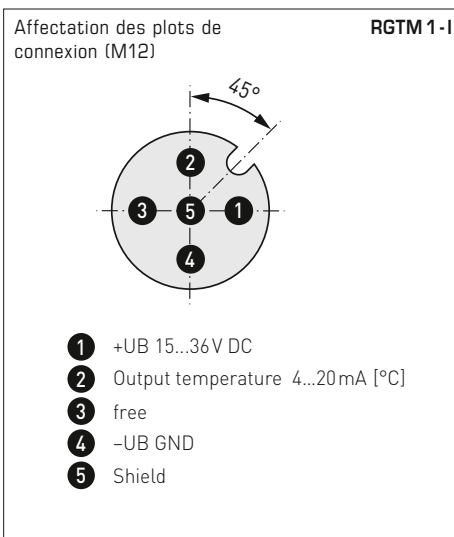 Affectation des plots de
connexion (M12)
RGTM 1 - I
45°
2
3
5
1
4
1 +UB 15...36 V DC
2 Output temperature 4...20 mA [°C]
3 free
4 –UB GND
5 Shield